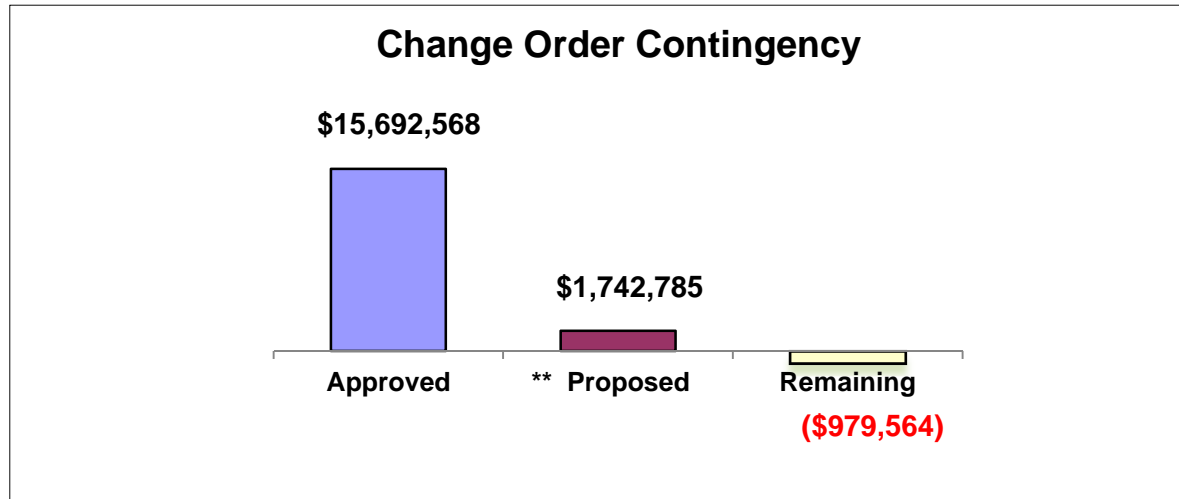 Change Order Contingency
$15,692,568
$1,742,785
Approved
** Proposed
Remaining
($979,564)